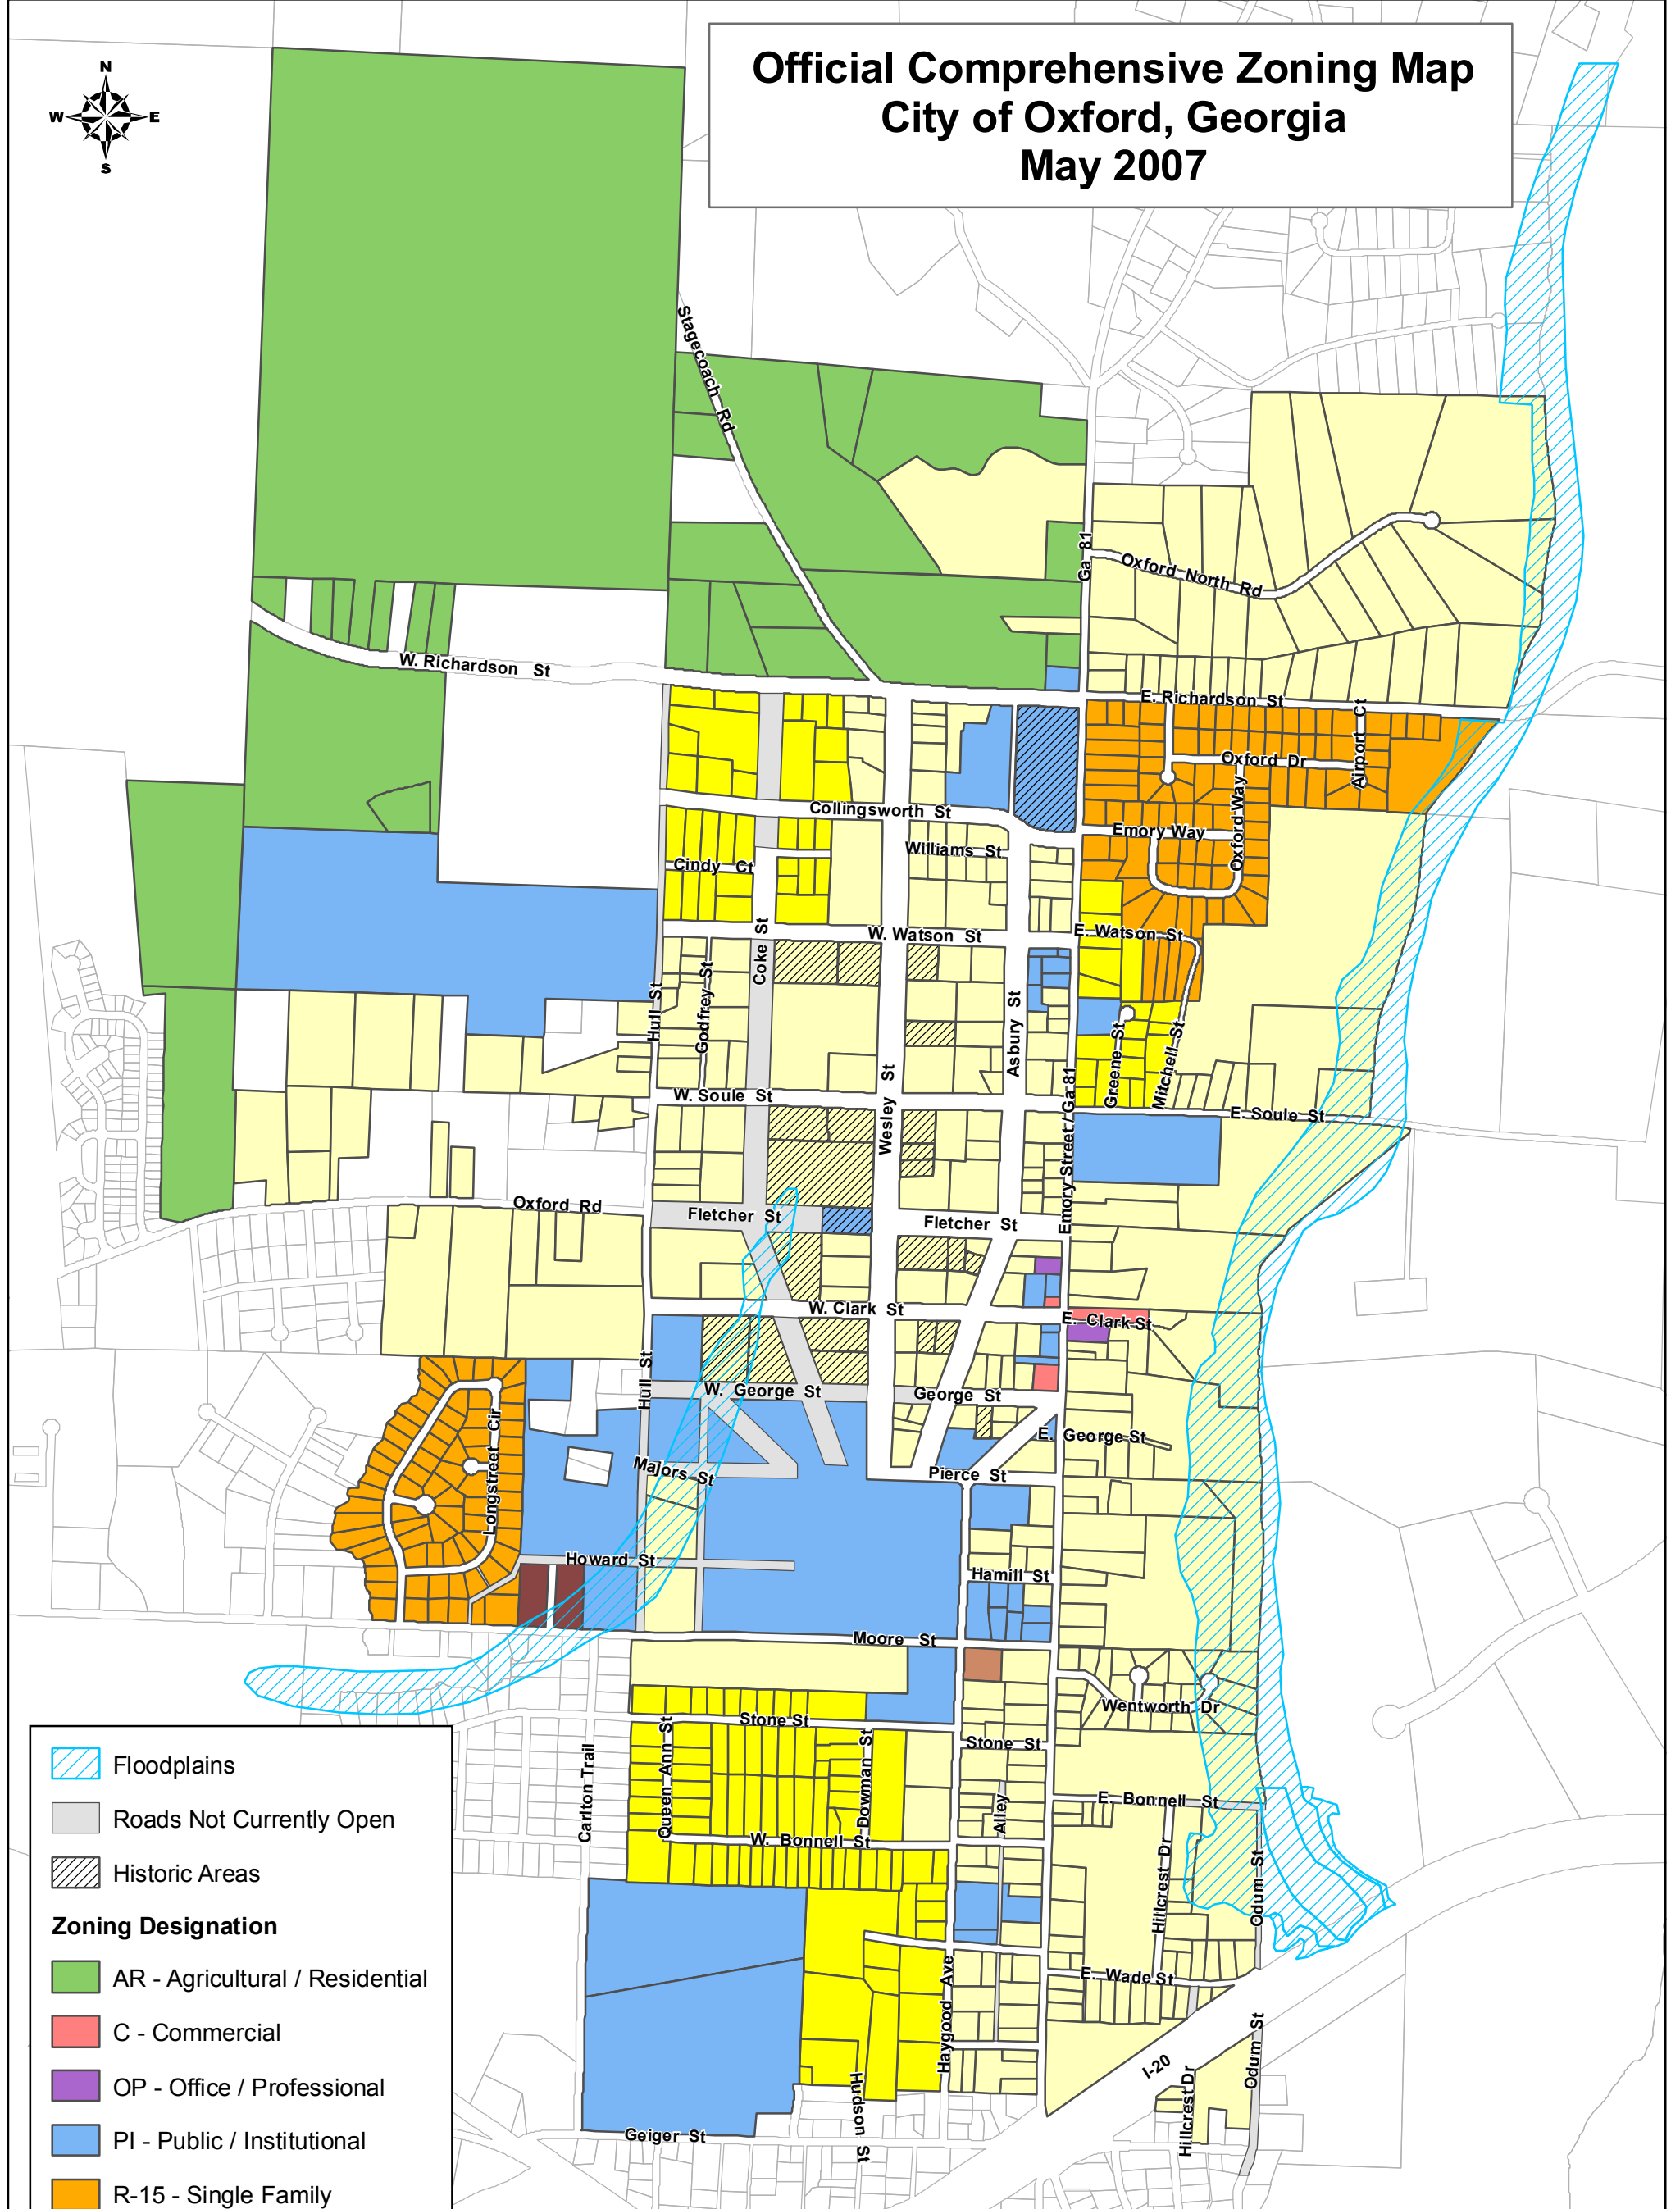 Official Comprehensive Zoning Map
City of Oxford, Georgia
May 2007
N
W
E
S
Stagecoach Rd
Ga 81
Oxford North Rd
W. Richardson St
E. Richardson St
Airport Ct
Oxford Dr
Oxford Way
Collingsworth St
Emory Way
Williams St
Cindy Ct
Coke St
W. Watson St
E. Watson St
Hull St
Godfrey St
Asbury St
Greene St
Mitchell St
Wesley St
W. Soule St
E. Soule St
Emory Street / Ga 81
Oxford Rd
Fletcher St
Fletcher St
W. Clark St
E. Clark St
Hull St
W. George St
George St
Longstreet Cir
E. George St
Majors St
Pierce St
Howard St
Hamill St
Moore St
Wentworth Dr
Queen Ann St
Stone St
Stone St
Dowman St
Carlton Trail
Alley
E. Bonnell St
W. Bonnell St
Hillcrest Dr
Odum St
Haygood Ave
E. Wade St
I-20
Odum St
Hillcrest Dr
Hudson St
Geiger St
Floodplains
Roads Not Currently Open
Historic Areas
Zoning Designation
AR - Agricultural / Residential
C - Commercial
OP - Office / Professional
PI - Public / Institutional
R-15 - Single Family